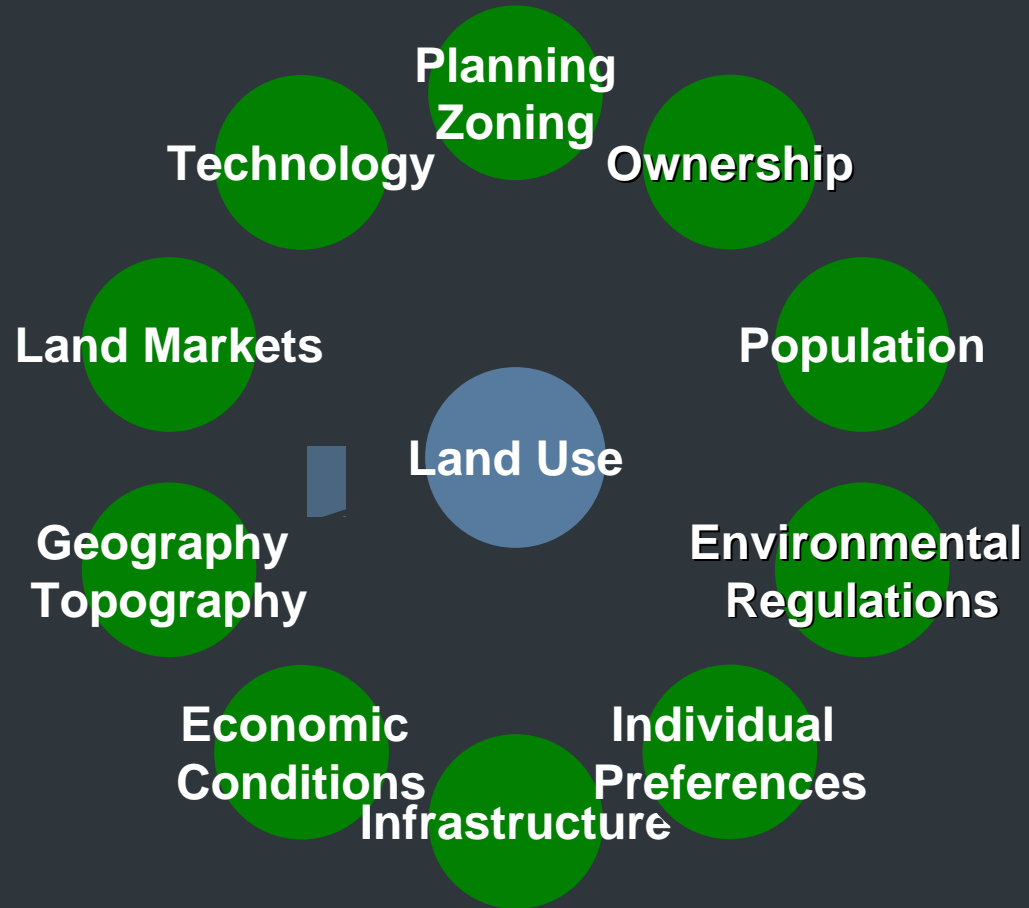 Planning
Zoning
Technology
Ownership
Land Markets
Population
Land Use
Geography
Topography
Environmental
Regulations
Economic
Conditions
Individual
Preferences
Infrastructure